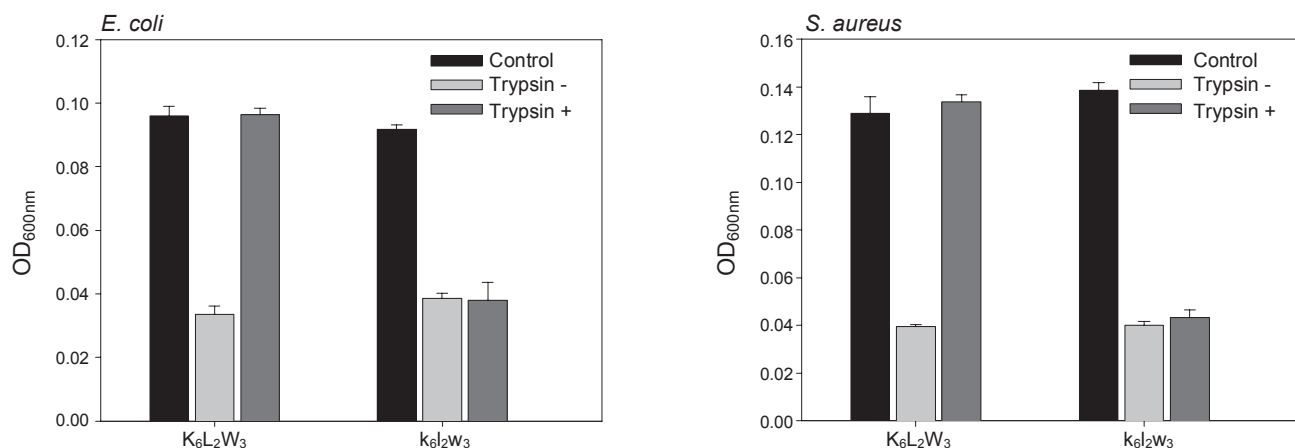 E. coli
0.12
0.10
0.08
0.06
0.04
0.02
0.00
OD600nm
Control
Trypsin -
Trypsin +
K6L2W3
k6l2w3
S. aureus
0.16
0.14
0.12
0.10
0.08
0.06
0.04
0.02
0.00
OD600nm
Control
Trypsin -
Trypsin +
K6L2W3
k6l2w3